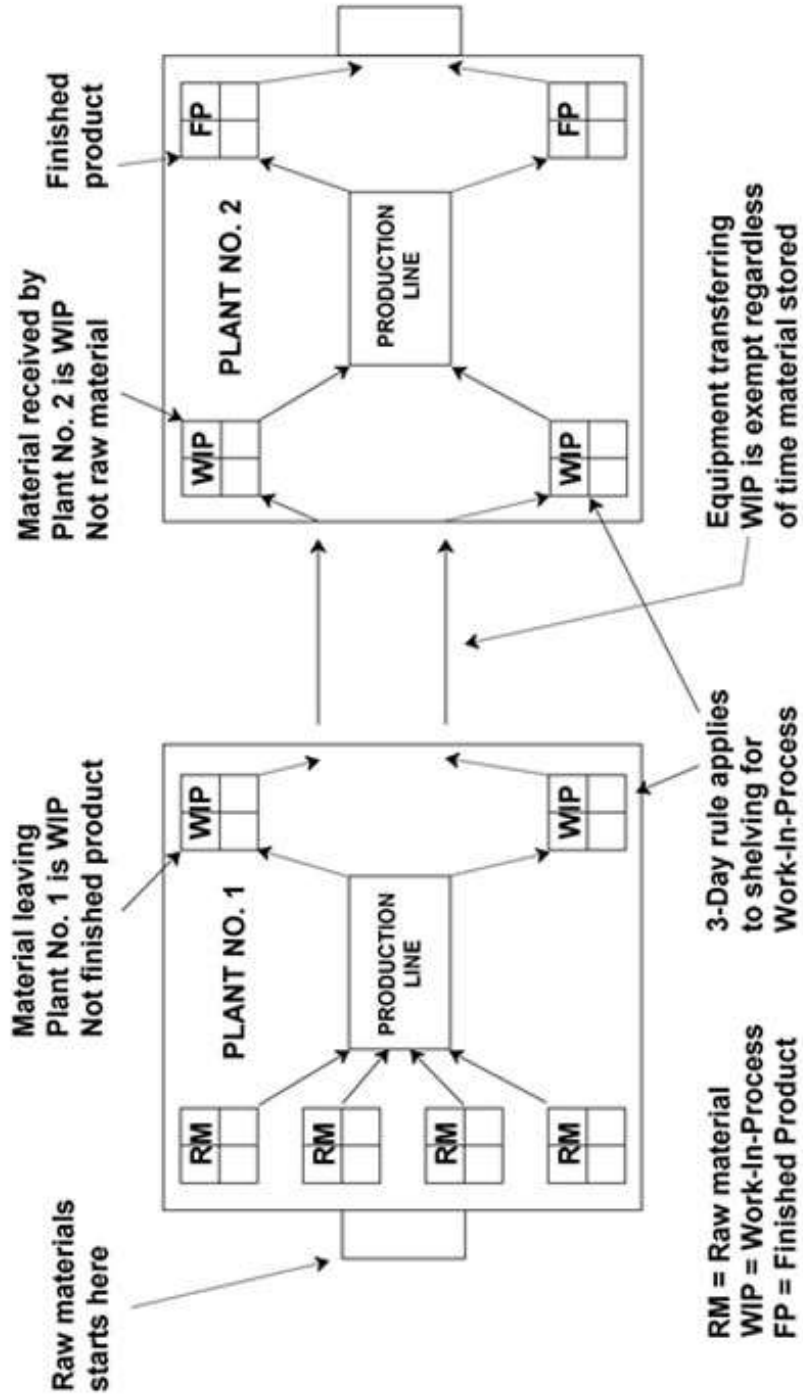 Raw materials
starts here
Material leaving
Plant No. 1 is WIP
Not finished product
Material received by
Plant No. 2 is WIP
Not raw material
Finished
product
PLANT NO. 1
RM
RM
RM
RM
PRODUCTION
LINE
WIP
WIP
PLANT NO. 2
WIP
WIP
PRODUCTION
LINE
FP
FP
RM = Raw material
WIP = Work-In-Process
FP = Finished Product
3-Day rule applies
to shelving for
Work-In-Process
Equipment transferring
WIP is exempt regardless
of time material stored